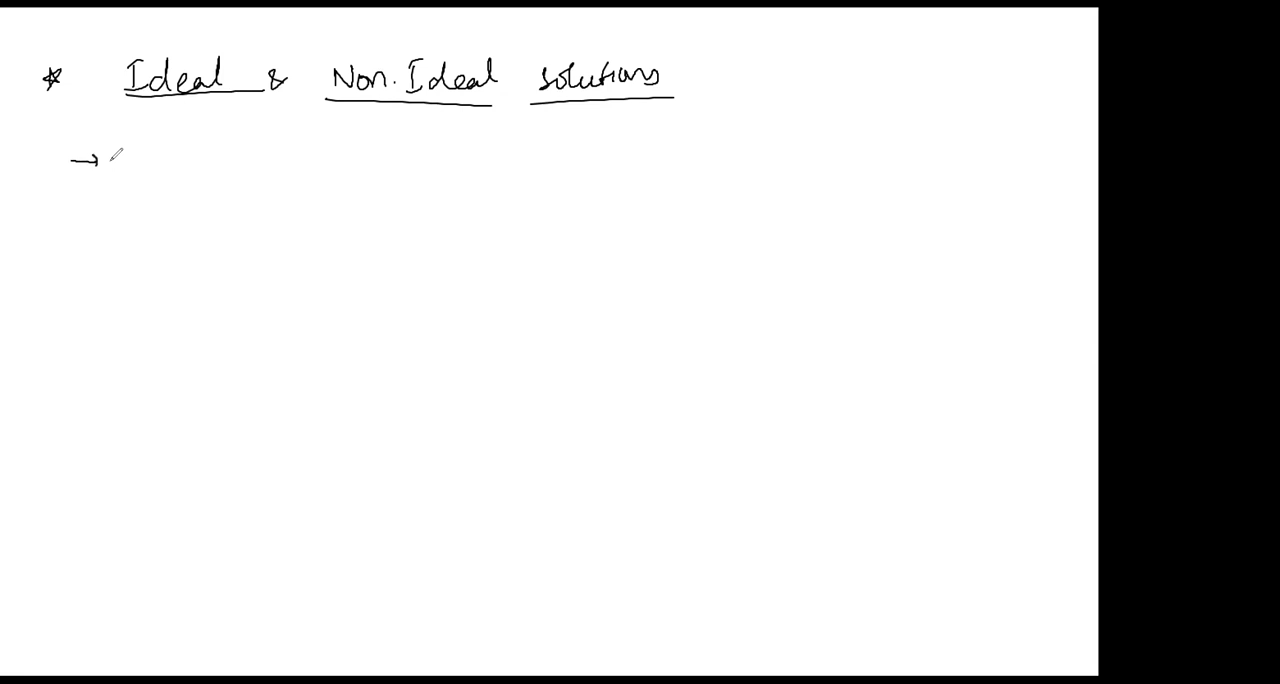 * Ideal & Non. Ideal solutions
→